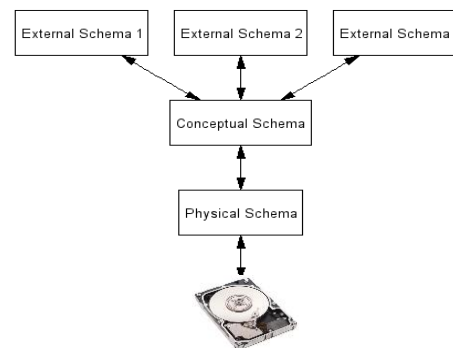 External Schema 1
External Schema 2
External Schema
Conceptual Schema
Physical Schema